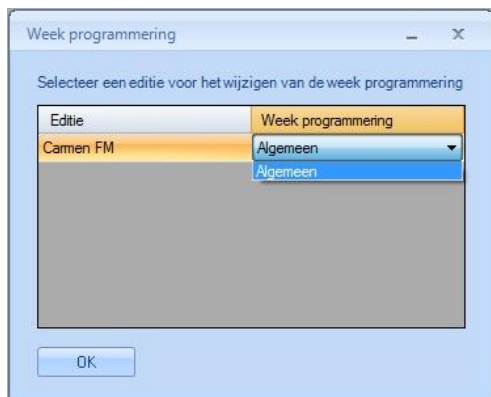 Week programmering
Selecteer een editie voor het wijzigen van de week programmering
Editie Week programmering
Carmen FM Algemeen
Algemeen
OK